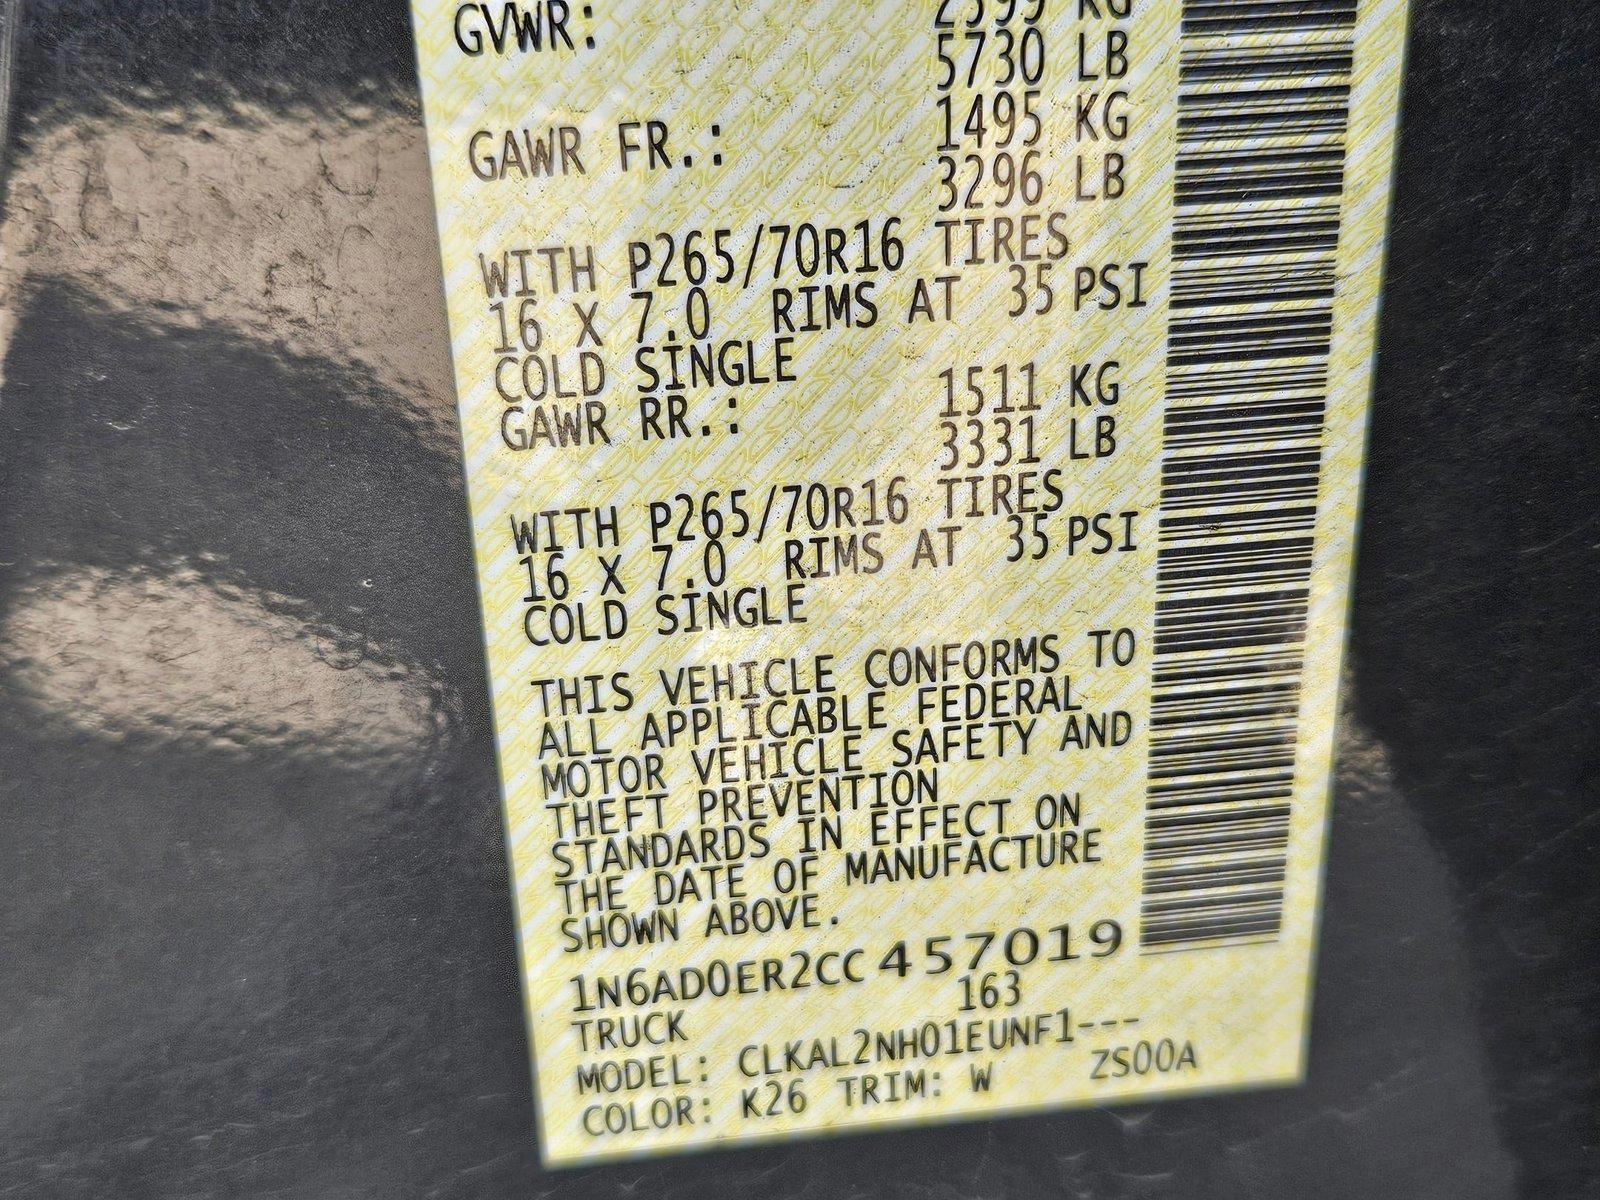 GVWR: 2599 KG
5730 LB
GAWR FR.: 1495 KG
3296 LB
WITH P265/70R16 TIRES
16 X 7.0 RIMS AT 35 PSI
COLD SINGLE
GAWR RR.: 1511 KG
3331 LB
WITH P265/70R16 TIRES
16 X 7.0 RIMS AT 35 PSI
COLD SINGLE
THIS VEHICLE CONFORMS TO
ALL APPLICABLE FEDERAL
MOTOR VEHICLE SAFETY AND
THEFT PREVENTION
STANDARDS IN EFFECT ON
THE DATE OF MANUFACTURE
SHOWN ABOVE.
1N6AD0ER2CC457019
TRUCK 163
MODEL: CLKAL2NH01EUNF1---
COLOR: K26 TRIM: W ZS00A